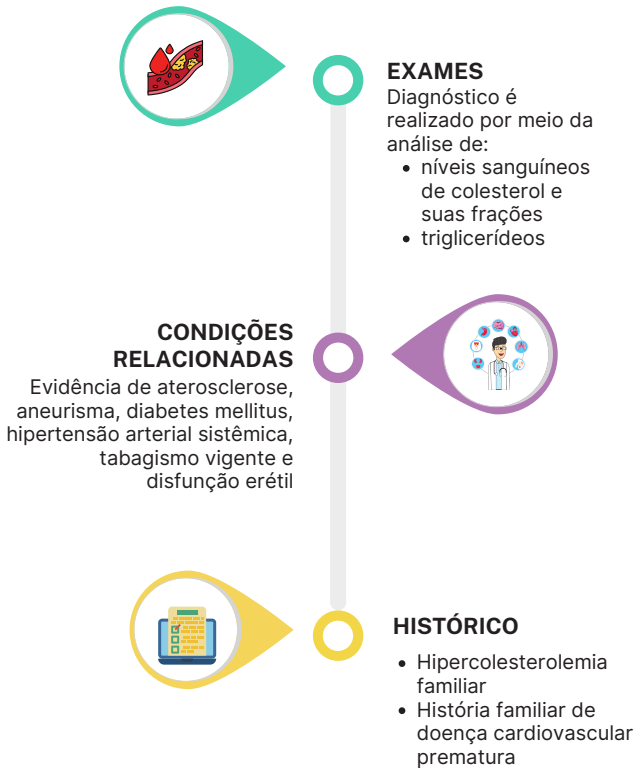 EXAMES
Diagnóstico é
realizado por meio da
análise de:
• níveis sanguíneos
de colesterol e
suas frações
• triglicerídeos
CONDIÇÕES
RELACIONADAS
Evidência de aterosclerose,
aneurisma, diabetes mellitus,
hipertensão arterial sistêmica,
tabagismo vigente e
disfunção erétil
HISTÓRICO
• Hipercolesterolemia
familiar
• História familiar de
doença cardiovascular
prematura